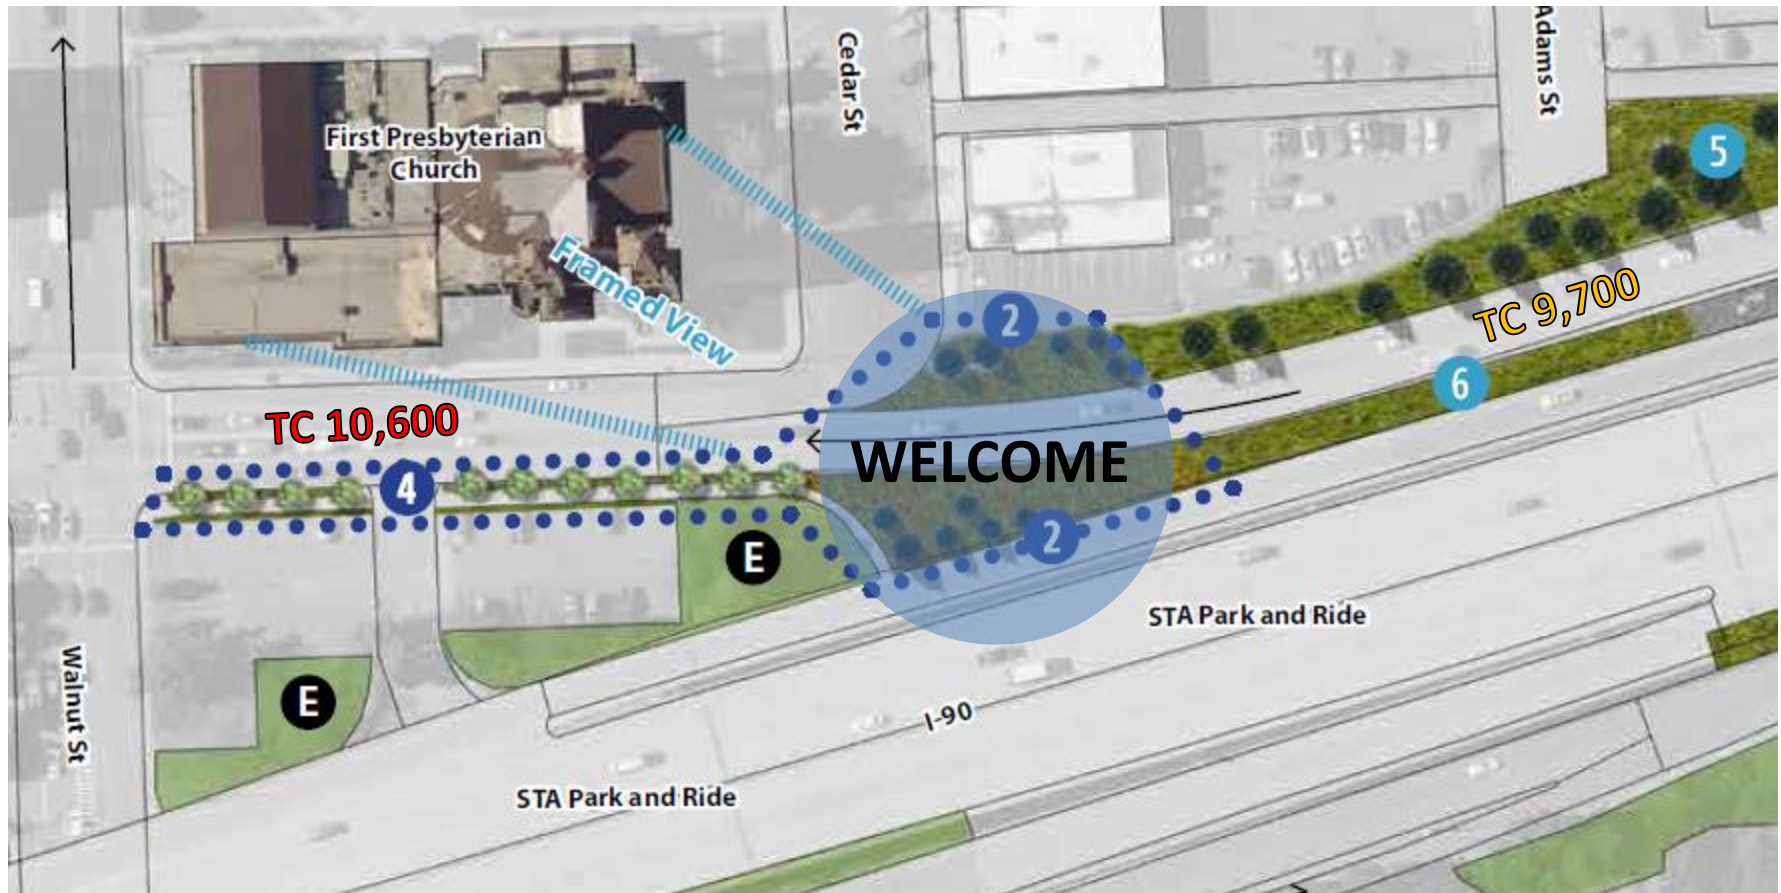 Cedar St
Adams St
First Presbyterian
Church
5
Framed View
2
TC 9,700
6
TC 10,600
WELCOME
4
2
E
STA Park and Ride
E
Walnut St
I-90
STA Park and Ride